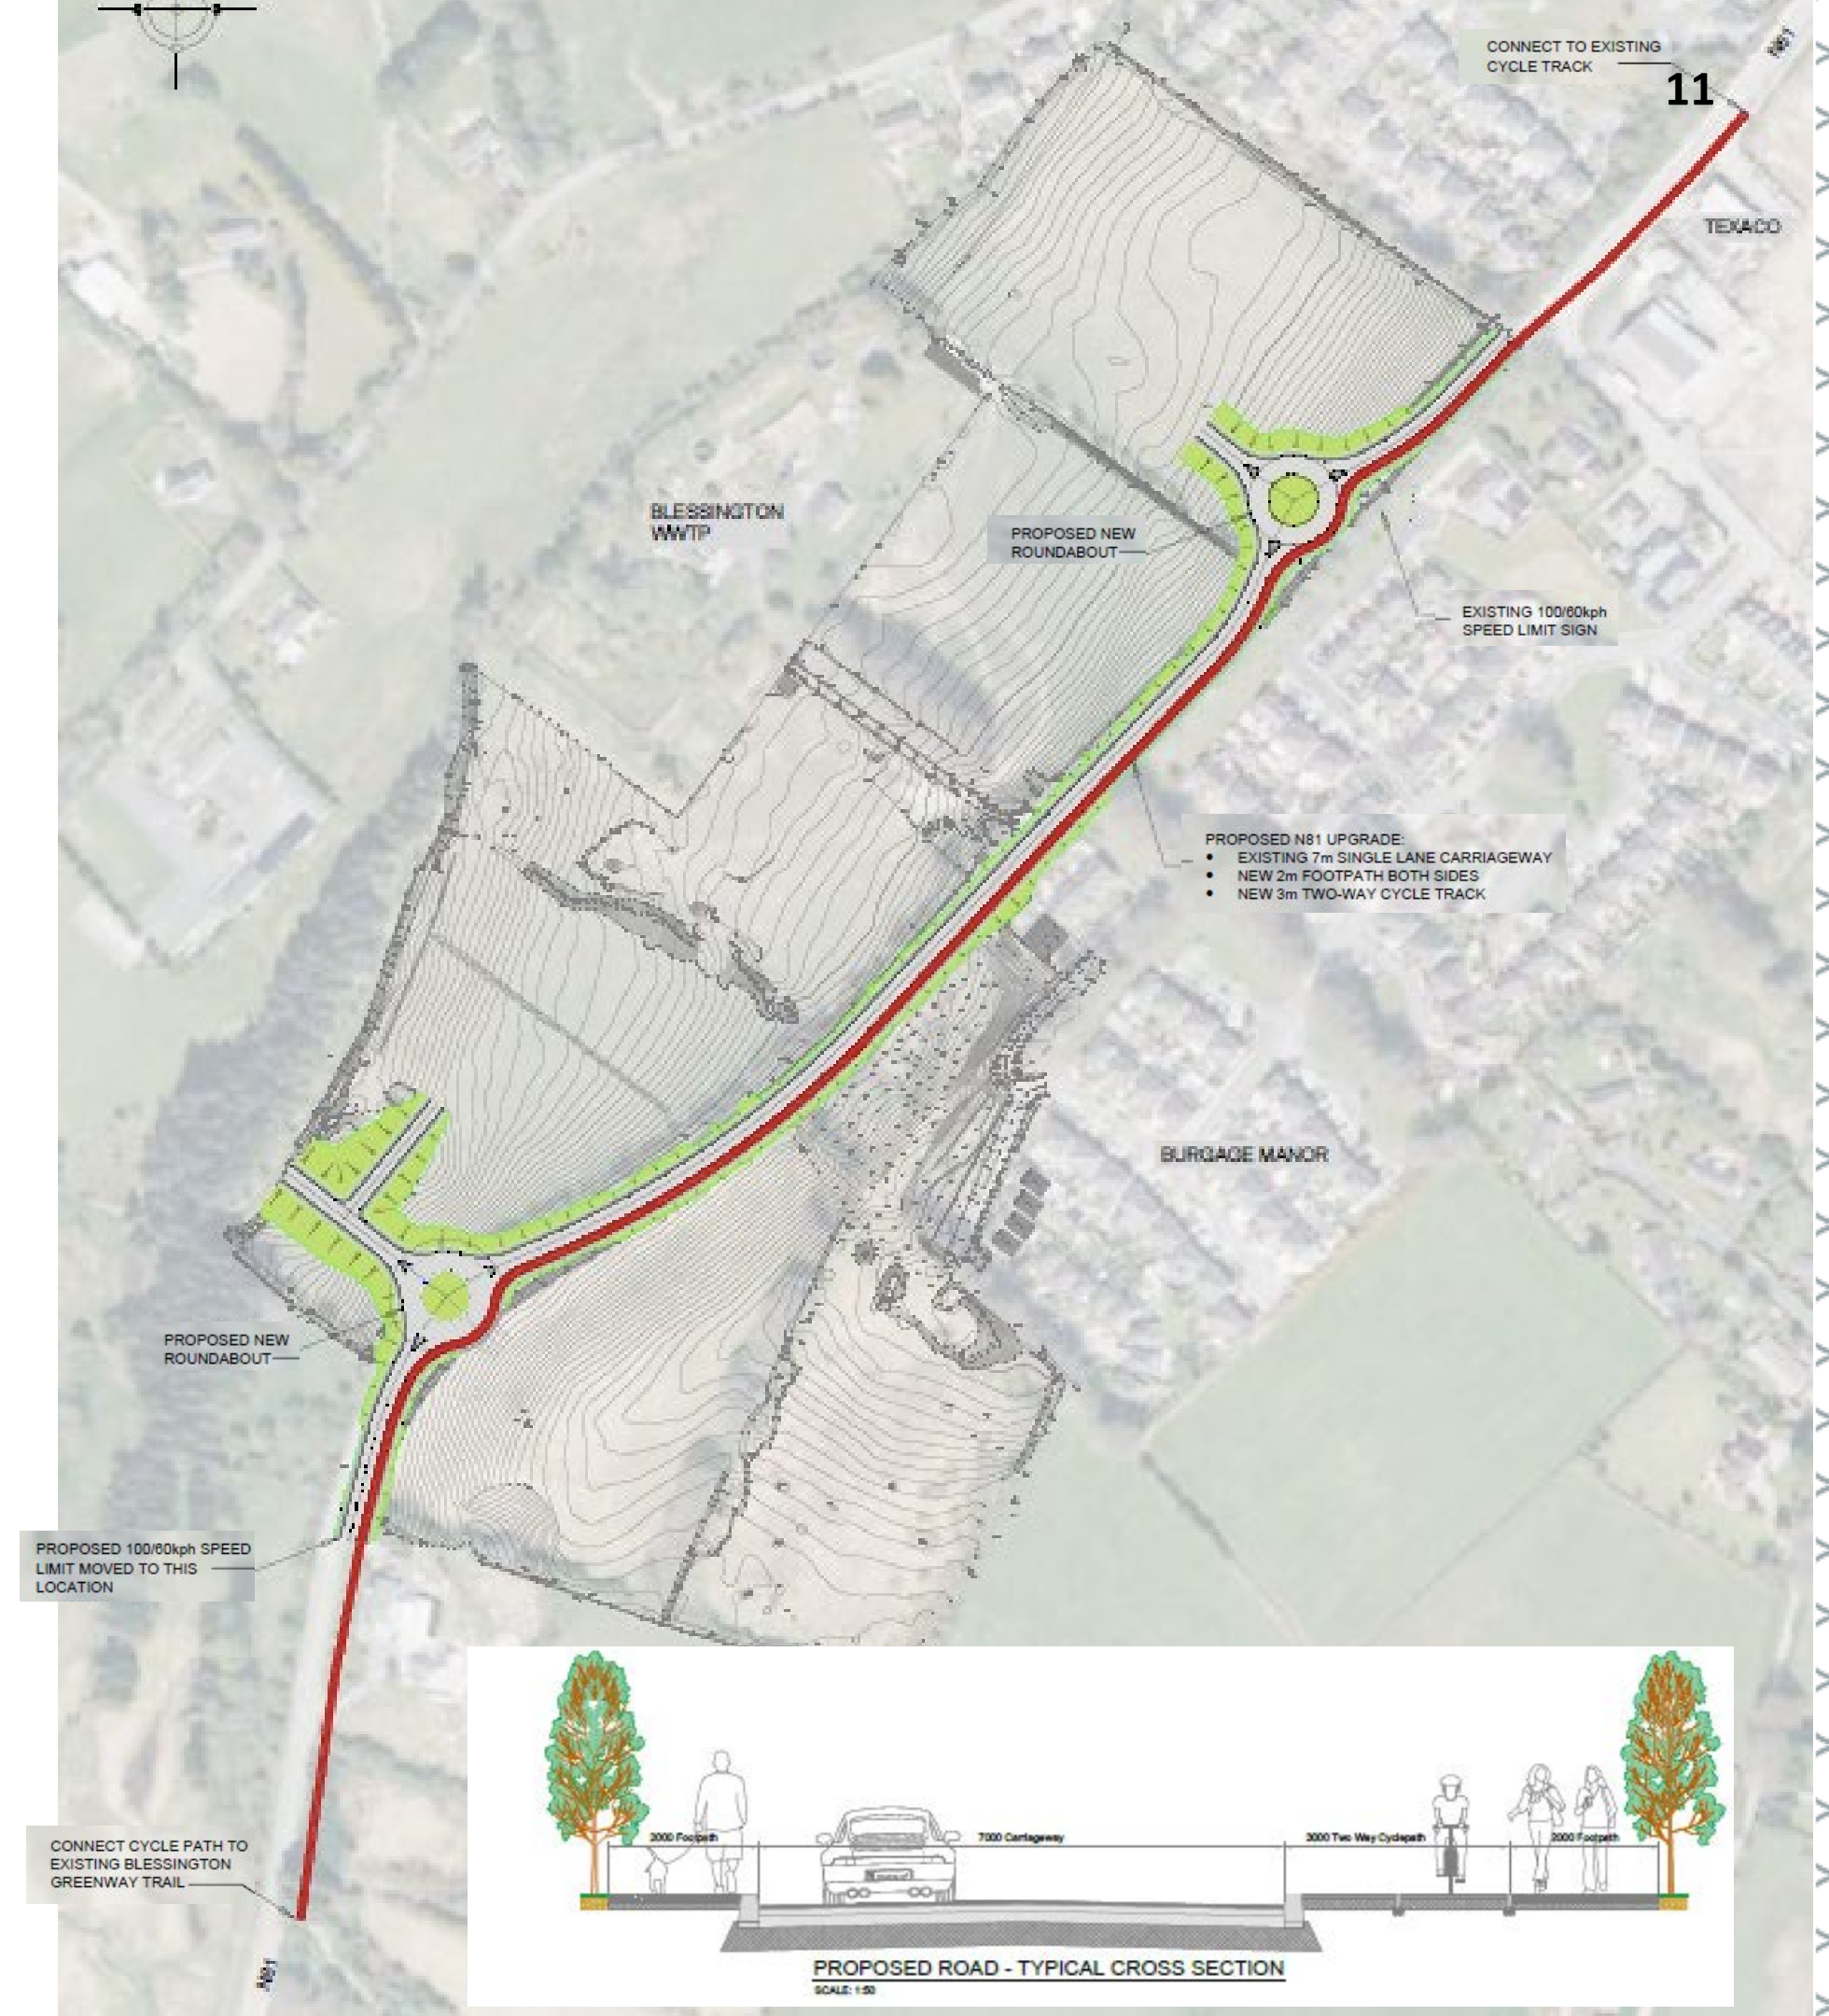 CONNECT TO EXISTING
CYCLE TRACK
11
N81
TEXACO
BLESSINGTON
WWTP
PROPOSED NEW
ROUNDABOUT
EXISTING 100/60kph
SPEED LIMIT SIGN
PROPOSED N81 UPGRADE:
• EXISTING 7m SINGLE LANE CARRIAGEWAY
• NEW 2m FOOTPATH BOTH SIDES
• NEW 3m TWO-WAY CYCLE TRACK
BURGAGE MANOR
PROPOSED NEW
ROUNDABOUT
PROPOSED 100/60kph SPEED
LIMIT MOVED TO THIS
LOCATION
CONNECT CYCLE PATH TO
EXISTING BLESSINGTON
GREENWAY TRAIL
N81
2000 Footpath
7000 Carriageway
3000 Two Way Cyclepath
2000 Footpath
PROPOSED ROAD - TYPICAL CROSS SECTION
SCALE: 1:50